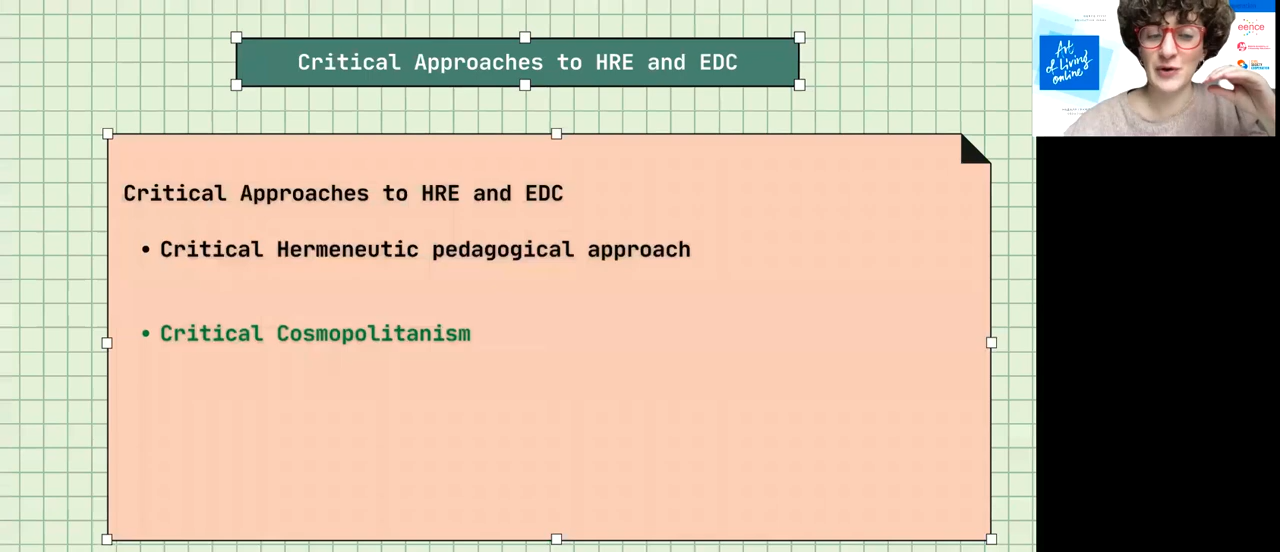 Critical Approaches to HRE and EDC
Art
of Living
online
eence
Critical Approaches to HRE and EDC
• Critical Hermeneutic pedagogical approach
• Critical Cosmopolitanism